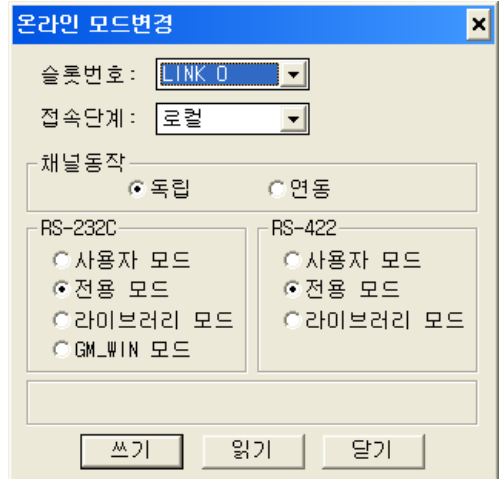 온라인 모드변경
슬롯번호: LINK 0
접속단계: 로컬
채널동작
독립 연동
RS-232C RS-422
사용자 모드 사용자 모드
전용 모드 전용 모드
라이브러리 모드 라이브러리 모드
GM_WIN 모드
쓰기 읽기 닫기